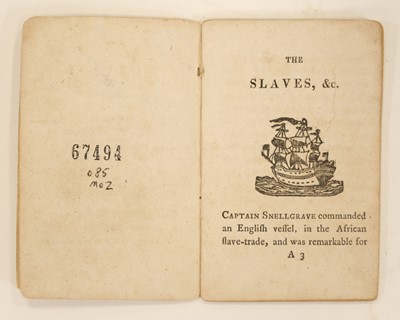 67494
085
no2
THE
SLAVES, &c.
CAPTAIN SNELLGRAVE commanded
an Engliſh veſſel, in the African
ſlave-trade, and was remarkable for
A 3